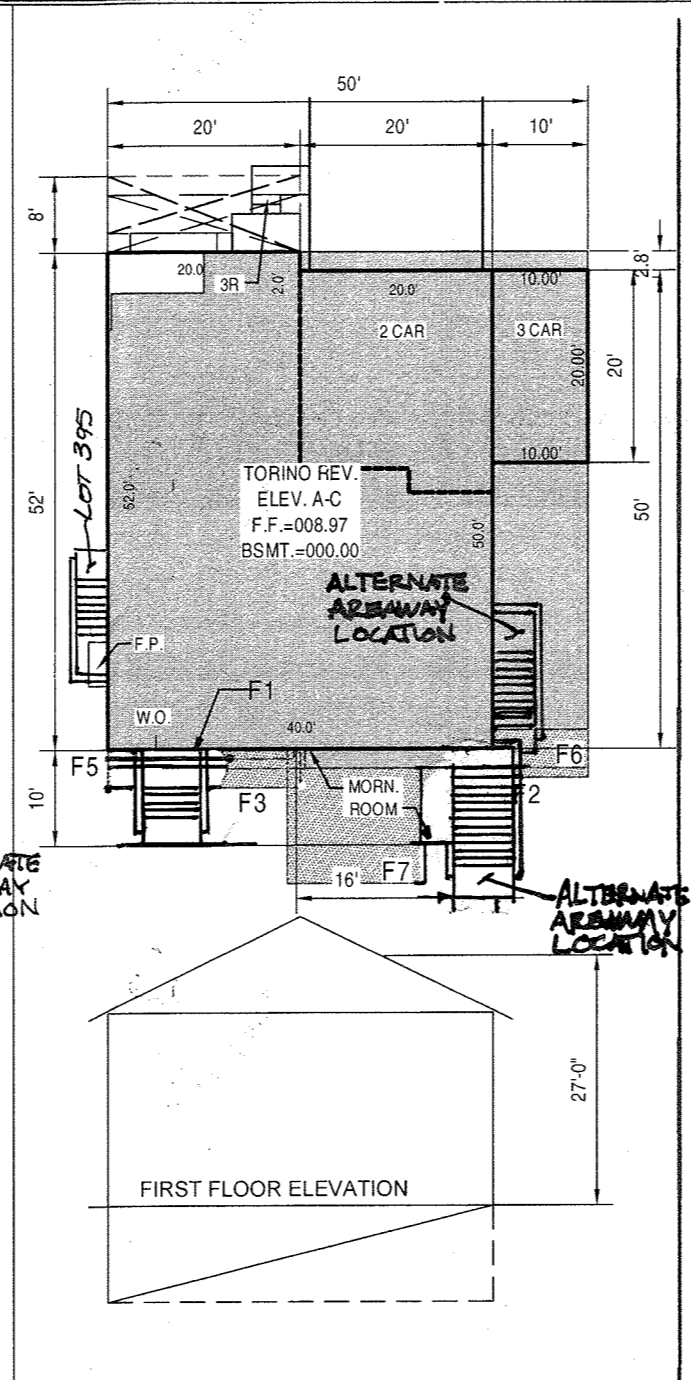 50'
20'
20'
10'
8'
2.8'
20.0
3R
2.0'
20.0'
10.00'
2 CAR
3 CAR
20.00'
20'
10.00'
LOT 395
52'
52.0'
TORINO REV.
ELEV. A-C
F.F.=008.97
BSMT.=000.00
50.0'
50'
ALTERNATE
AREAWAY
LOCATION
F.P.
W.O.
F1
40.0'
F5
F3
MORN.
ROOM
F6
F2
10'
F7
16'
ALTERNATE
AREAWAY
LOCATION
27'-0"
FIRST FLOOR ELEVATION